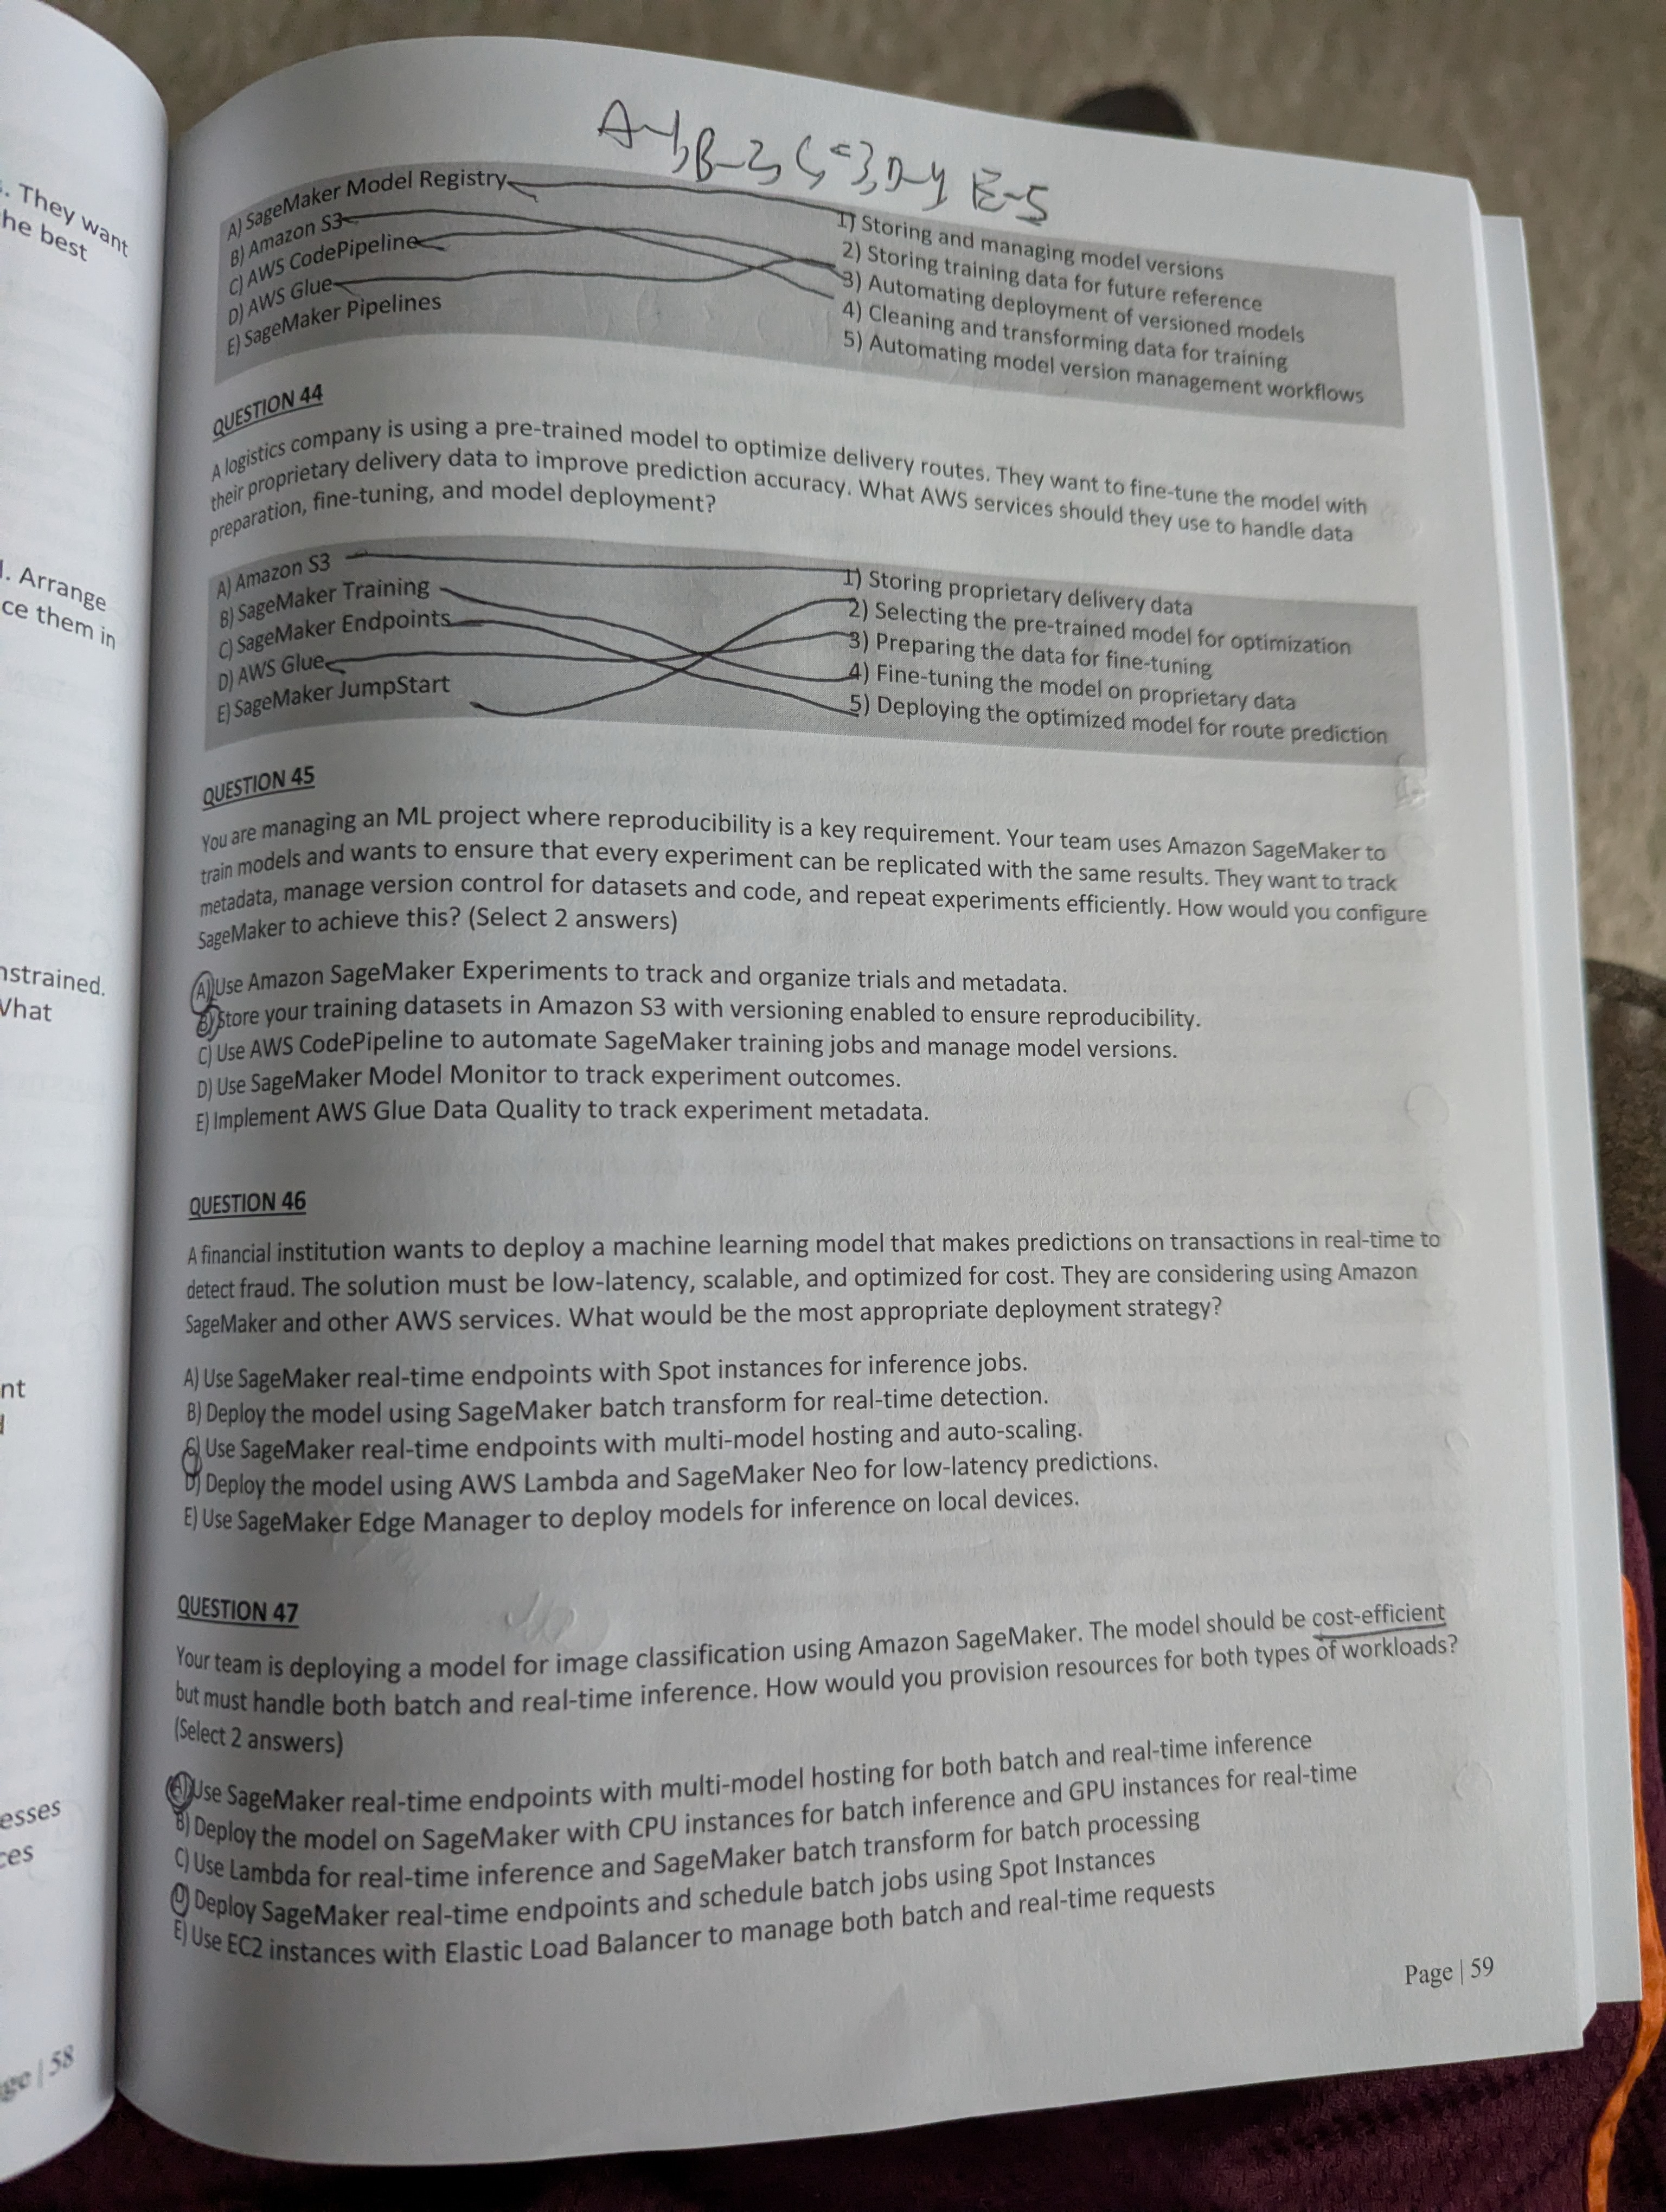 . They want
he best
. Arrange
ce them in
nstrained.
What
nt
esses
ces
ge | 58
A-1, B-2, C-3, D-4 E-5
A) SageMaker Model Registry
B) Amazon S3
C) AWS CodePipeline
D) AWS Glue
E) SageMaker Pipelines
1) Storing and managing model versions
2) Storing training data for future reference
3) Automating deployment of versioned models
4) Cleaning and transforming data for training
5) Automating model version management workflows
QUESTION 44
A logistics company is using a pre-trained model to optimize delivery routes. They want to fine-tune the model with
their proprietary delivery data to improve prediction accuracy. What AWS services should they use to handle data
preparation, fine-tuning, and model deployment?
A) Amazon S3
B) SageMaker Training
C) SageMaker Endpoints
D) AWS Glue
E) SageMaker JumpStart
1) Storing proprietary delivery data
2) Selecting the pre-trained model for optimization
3) Preparing the data for fine-tuning
4) Fine-tuning the model on proprietary data
5) Deploying the optimized model for route prediction
QUESTION 45
You are managing an ML project where reproducibility is a key requirement. Your team uses Amazon SageMaker to
train models and wants to ensure that every experiment can be replicated with the same results. They want to track
metadata, manage version control for datasets and code, and repeat experiments efficiently. How would you configure
SageMaker to achieve this? (Select 2 answers)
A) Use Amazon SageMaker Experiments to track and organize trials and metadata.
B) Store your training datasets in Amazon S3 with versioning enabled to ensure reproducibility.
C) Use AWS CodePipeline to automate SageMaker training jobs and manage model versions.
D) Use SageMaker Model Monitor to track experiment outcomes.
E) Implement AWS Glue Data Quality to track experiment metadata.
QUESTION 46
A financial institution wants to deploy a machine learning model that makes predictions on transactions in real-time to
detect fraud. The solution must be low-latency, scalable, and optimized for cost. They are considering using Amazon
SageMaker and other AWS services. What would be the most appropriate deployment strategy?
A) Use SageMaker real-time endpoints with Spot instances for inference jobs.
B) Deploy the model using SageMaker batch transform for real-time detection.
C) Use SageMaker real-time endpoints with multi-model hosting and auto-scaling.
D) Deploy the model using AWS Lambda and SageMaker Neo for low-latency predictions.
E) Use SageMaker Edge Manager to deploy models for inference on local devices.
QUESTION 47
Your team is deploying a model for image classification using Amazon SageMaker. The model should be cost-efficient
but must handle both batch and real-time inference. How would you provision resources for both types of workloads?
(Select 2 answers)
A) Use SageMaker real-time endpoints with multi-model hosting for both batch and real-time inference
B) Deploy the model on SageMaker with CPU instances for batch inference and GPU instances for real-time
C) Use Lambda for real-time inference and SageMaker batch transform for batch processing
D) Deploy SageMaker real-time endpoints and schedule batch jobs using Spot Instances
E) Use EC2 instances with Elastic Load Balancer to manage both batch and real-time requests
Page | 59